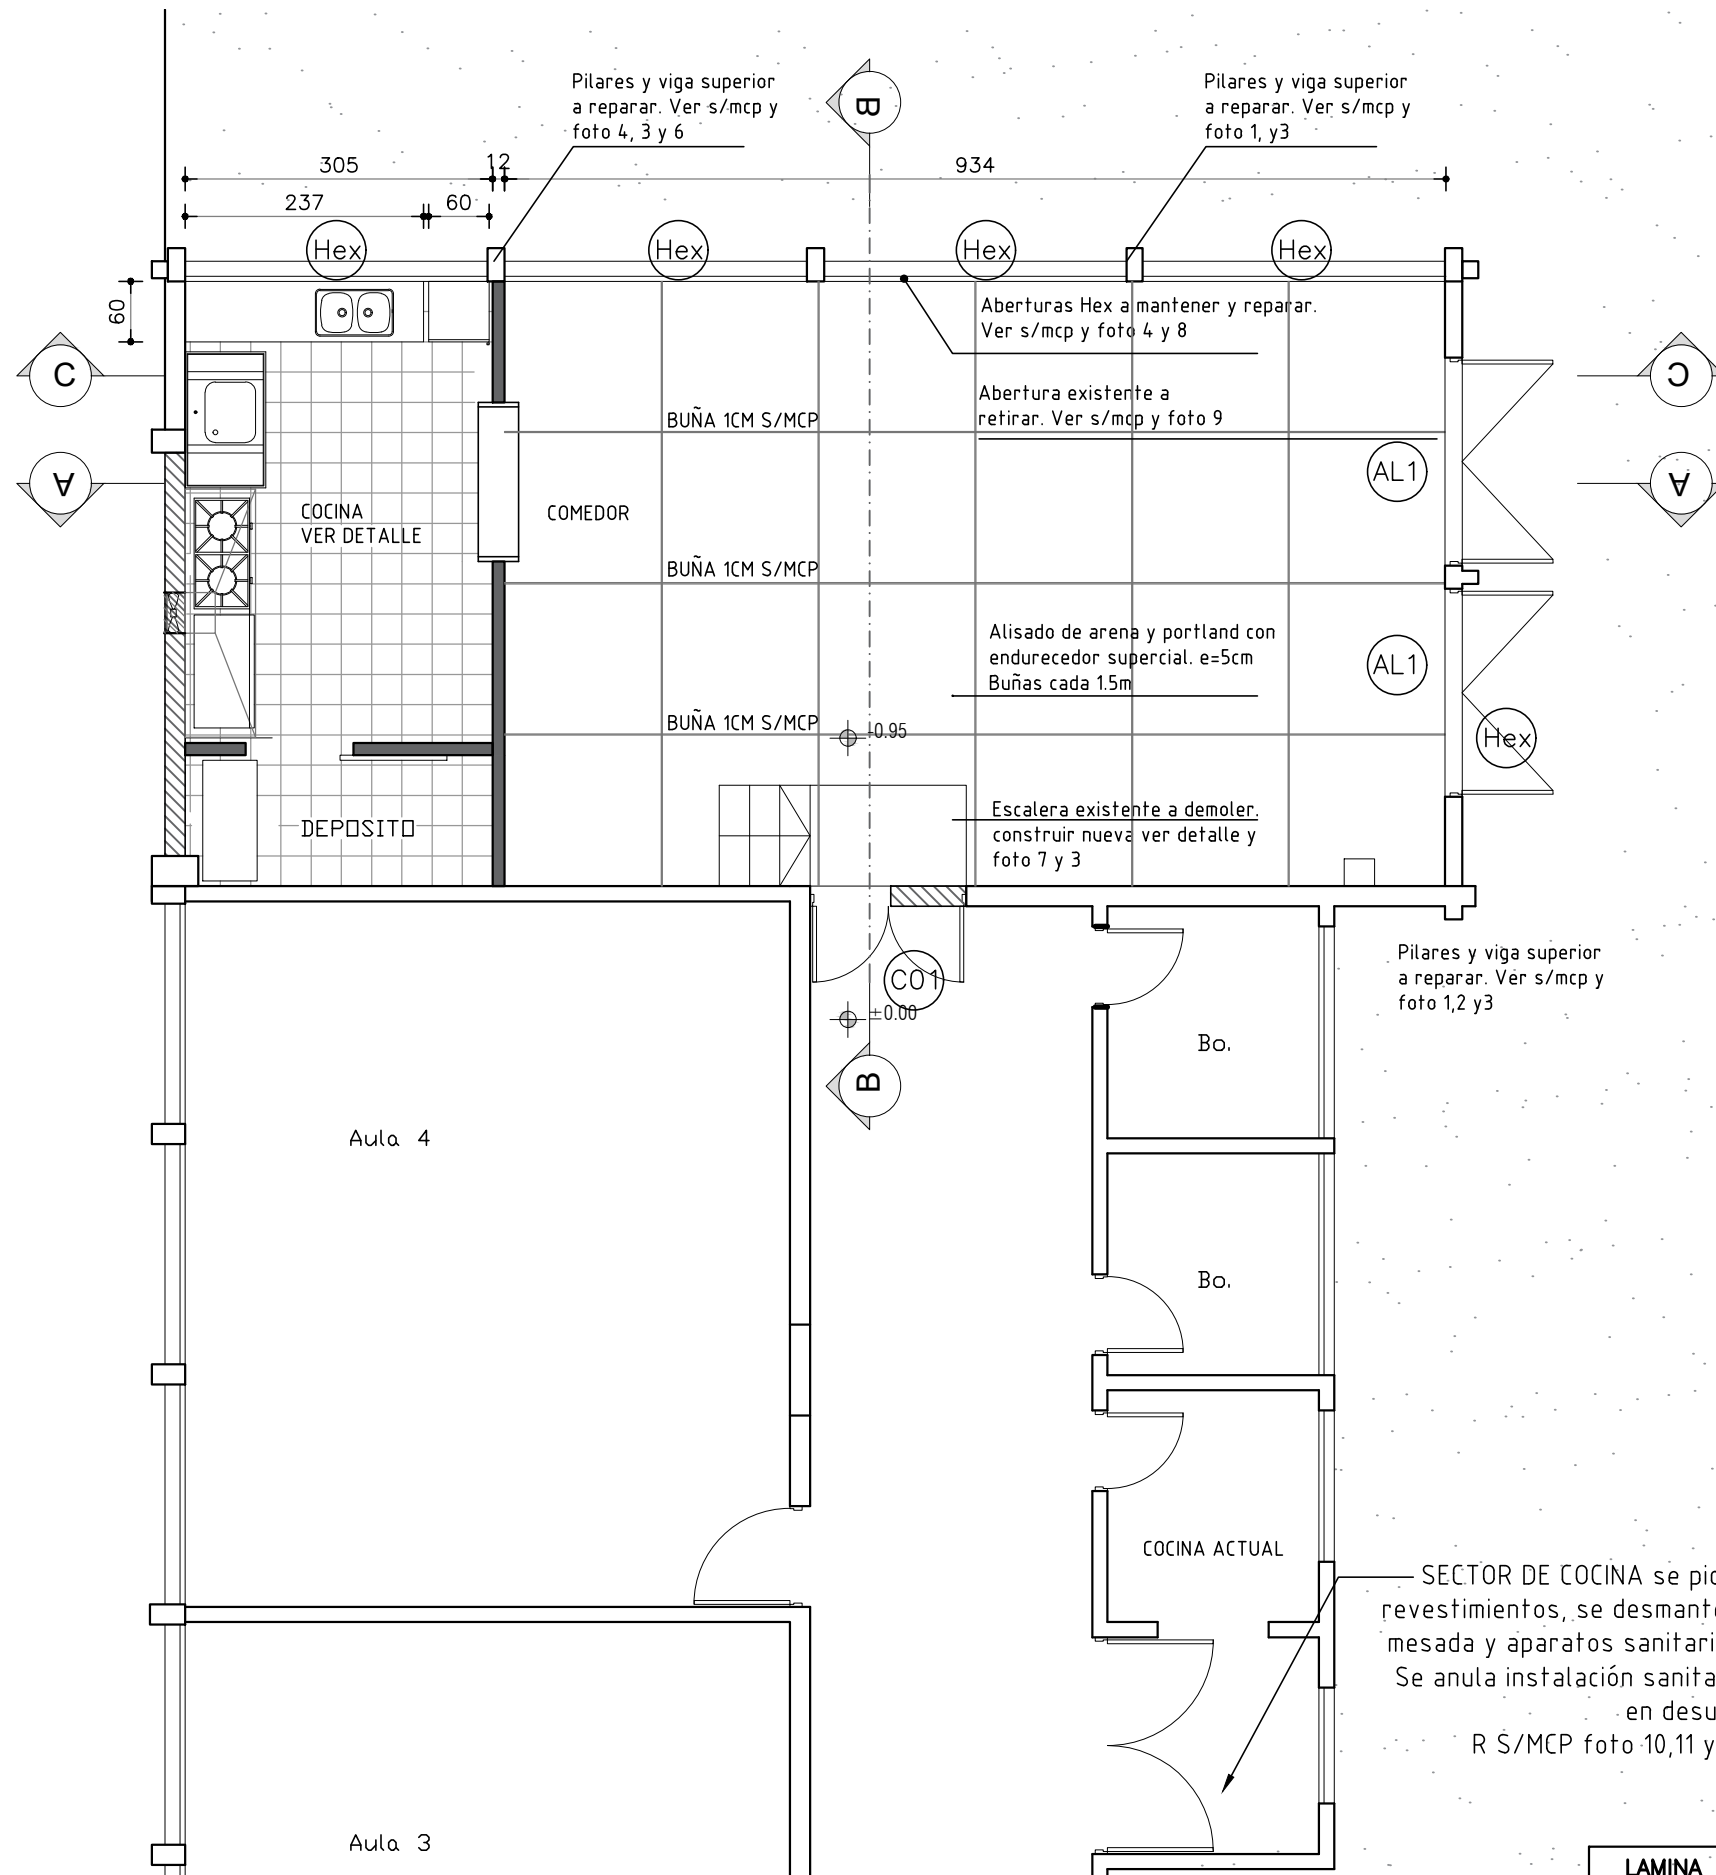 Pilares y viga superior
a reparar. Ver s/mcp y
foto 4, 3 y 6
B
Pilares y viga superior
a reparar. Ver s/mcp y
foto 1, y3
305
12
934
237
60
Hex
Hex
Hex
Hex
60
Aberturas Hex a mantener y reparar.
Ver s/mcp y foto 4 y 8
C
C
Abertura existente a
retirar. Ver s/mcp y foto 9
BUÑA 1CM S/MCP
A
AL1
A
COCINA
VER DETALLE
COMEDOR
BUÑA 1CM S/MCP
Alisado de arena y portland con
endurecedor supercial. e=5cm
Buñas cada 1.5m
AL1
BUÑA 1CM S/MCP
-0.95
Hex
Escalera existente a demoler.
construir nueva ver detalle y
foto 7 y 3
DEPOSITO
Pilares y viga superior
a reparar. Ver s/mcp y
foto 1,2 y3
CO1
±0.00
Bo.
B
Aula 4
Bo.
COCINA ACTUAL
SECTOR DE COCINA se pic
revestimientos, se desmant
mesada y aparatos sanitari
Se anula instalación sanita
en desu
R S/MCP foto 10,11 y
Aula 3
LAMINA